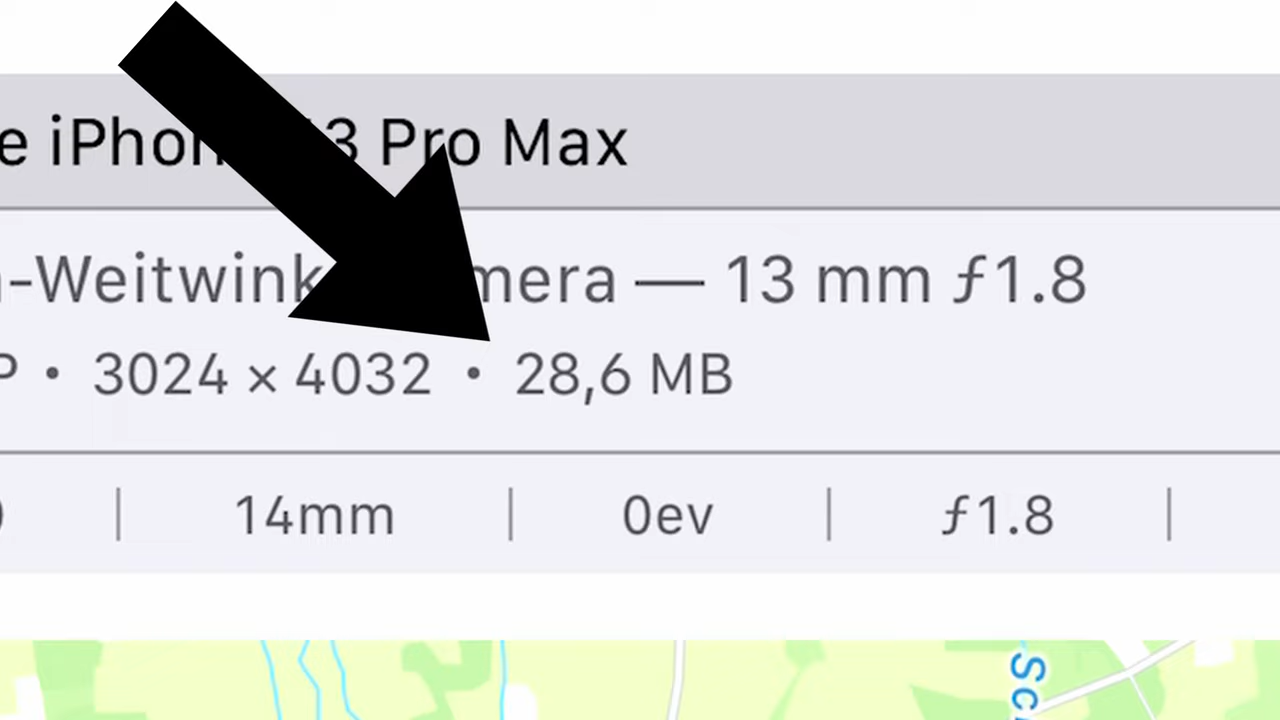 e iPhon 13 Pro Max
-Weitwink mera — 13 mm ƒ1.8
P • 3024 × 4032 • 28,6 MB
14mm | 0ev | ƒ1.8 |
Sc